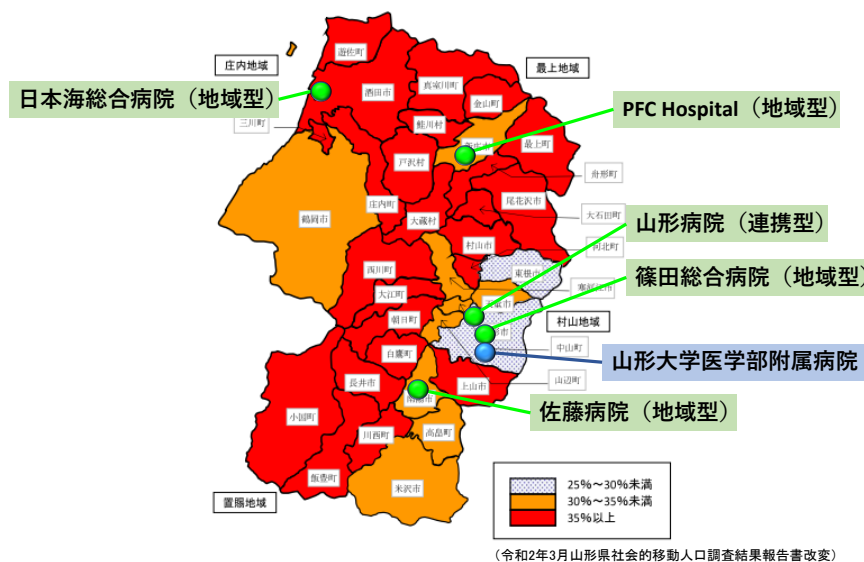 庄内地域
遊佐町
最上地域
日本海総合病院（地域型）
酒田市
真室川町
金山町
PFC Hospital（地域型）
三川町
鮭川村
最上町
戸沢村
舟形町
鶴岡市
庄内町
大蔵村
尾花沢市
大石田町
山形病院（連携型）
村山市
河北町
西川町
東根市
篠田総合病院（地域型）
大江町
朝日町
村山地域
中山町
山形大学医学部附属病院
白鷹町
山辺町
長井市
上山市
佐藤病院（地域型）
小国町
川西町
高畠町
飯豊町
米沢市
置賜地域
25%～30%未満
30%～35%未満
35%以上
（令和2年3月山形県社会的移動人口調査結果報告書改変）